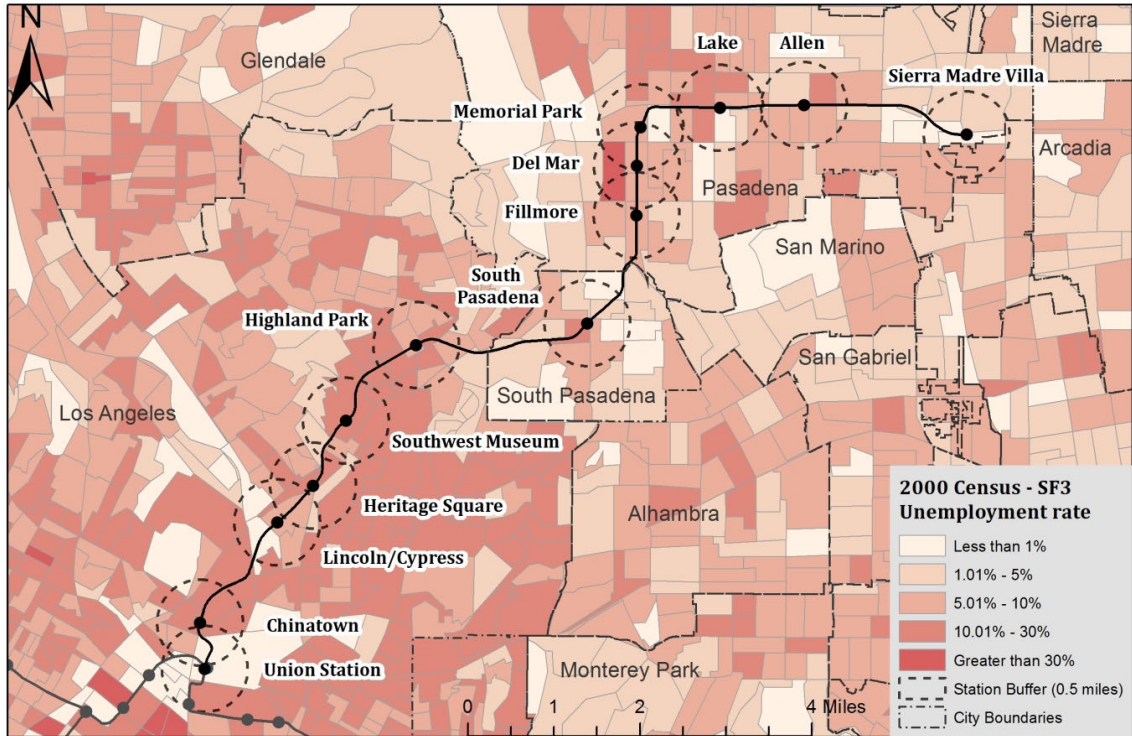 N
Glendale
Lake
Allen
Sierra
Madre
Sierra Madre Villa
Memorial Park
Arcadia
Del Mar
Pasadena
Fillmore
San Marino
South
Pasadena
Highland Park
San Gabriel
Los Angeles
South Pasadena
Southwest Museum
Heritage Square
Alhambra
Lincoln/Cypress
Chinatown
Union Station
Monterey Park
0 1 2 4 Miles
2000 Census - SF3
Unemployment rate
Less than 1%
1.01% - 5%
5.01% - 10%
10.01% - 30%
Greater than 30%
Station Buffer (0.5 miles)
City Boundaries